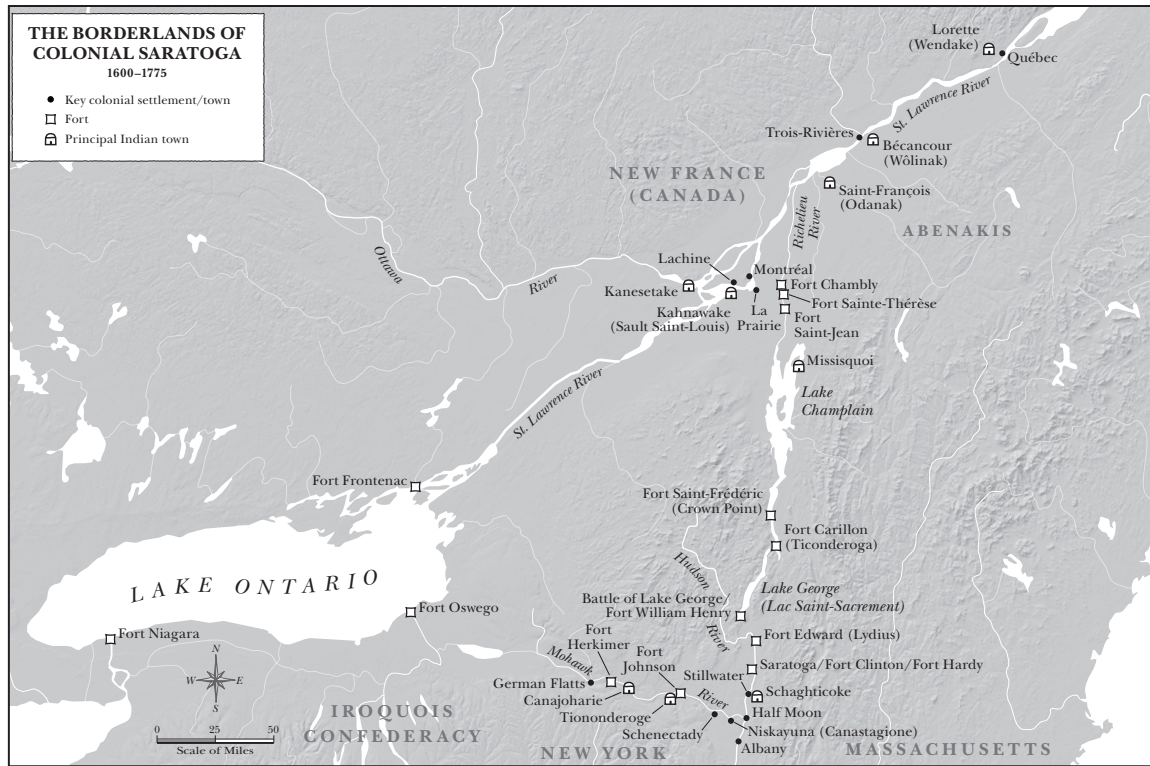 THE BORDERLANDS OF
COLONIAL SARATOGA
1600–1775
Key colonial settlement/town
Fort
Principal Indian town
Lorette
(Wendake)
Québec
St. Lawrence River
Trois-Rivières
Bécancour
(Wôlinak)
NEW FRANCE
(CANADA)
Saint-François
(Odanak)
Richelieu
River
ABENAKIS
Ottawa
River
Lachine
Montréal
Kanesetake
Fort Chambly
Fort Sainte-Thérèse
Kahnawake
(Sault Saint-Louis)
La
Prairie
Fort
Saint-Jean
Missisquoi
Lake
Champlain
St. Lawrence River
Fort Frontenac
Fort Saint-Frédéric
(Crown Point)
Fort Carillon
(Ticonderoga)
Hudson
River
LAKE ONTARIO
Lake George
(Lac Saint-Sacrement)
Battle of Lake George/
Fort William Henry
Fort Oswego
Fort Niagara
Fort Edward (Lydius)
Fort
Herkimer
Fort
Johnson
Mohawk
River
Saratoga/Fort Clinton/Fort Hardy
Stillwater
Schaghticoke
German Flatts
Canajoharie
Tiononderoge
Half Moon
Schenectady
Niskayuna (Canastagione)
Albany
N
W
E
S
0
25
50
Scale of Miles
IROQUOIS
CONFEDERACY
NEW YORK
MASSACHUSETTS